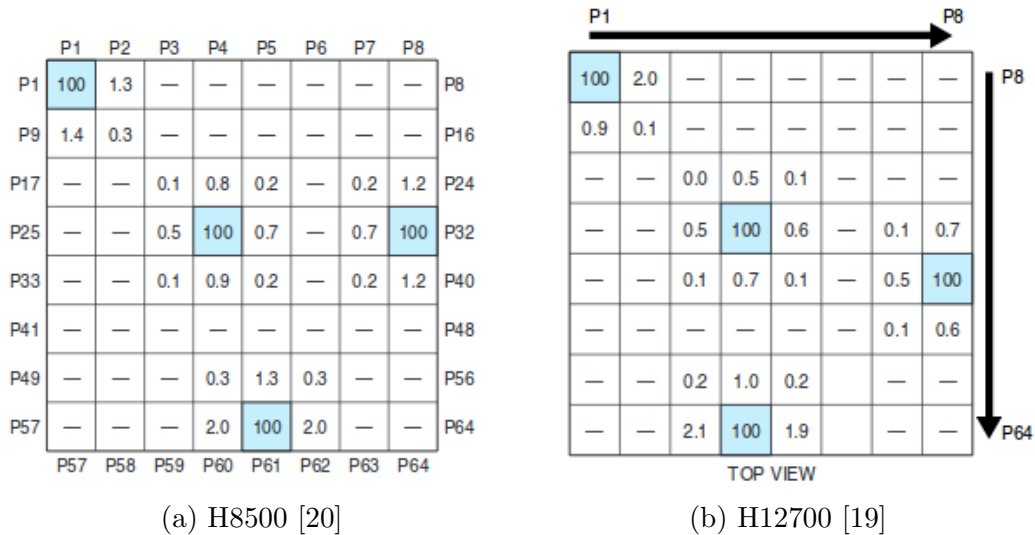 P1 P2 P3 P4 P5 P6 P7 P8
P1 100 1.3 — — — — — — P8
P9 1.4 0.3 — — — — — — P16
P17 — — 0.1 0.8 0.2 — 0.2 1.2 P24
P25 — — 0.5 100 0.7 — 0.7 100 P32
P33 — — 0.1 0.9 0.2 — 0.2 1.2 P40
P41 — — — — — — — — P48
P49 — — — 0.3 1.3 0.3 — — P56
P57 — — — 2.0 100 2.0 — — P64
P57 P58 P59 P60 P61 P62 P63 P64
(a) H8500 [20]
P1 P8
100 2.0 — — — — — — P8
0.9 0.1 — — — — — —
— — 0.0 0.5 0.1 — — —
— — 0.5 100 0.6 — 0.1 0.7
— — 0.1 0.7 0.1 — 0.5 100
— — — — — — 0.1 0.6
— — 0.2 1.0 0.2 — —
— — 2.1 100 1.9 — — P64
TOP VIEW
(b) H12700 [19]